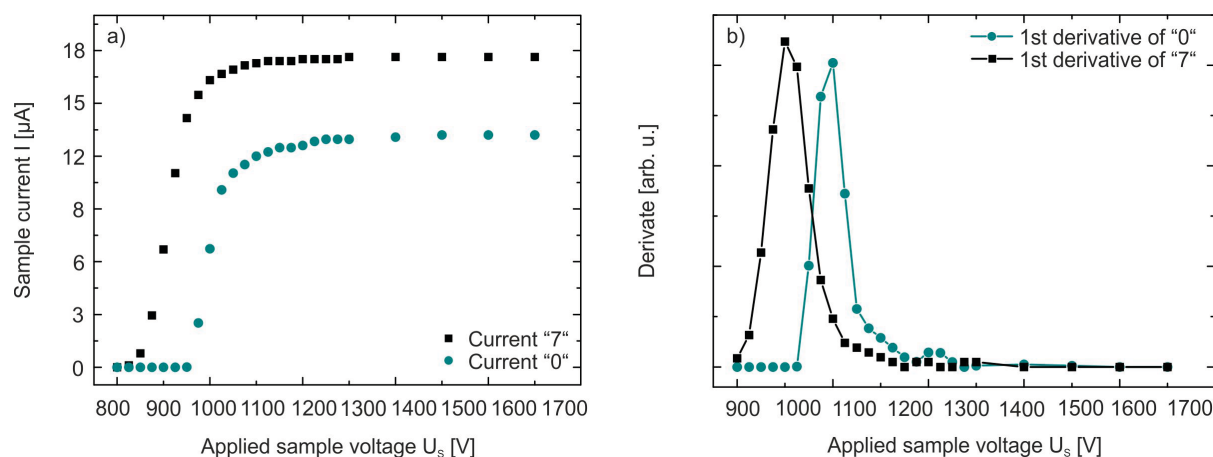 a)
Sample current I [µA]
18
15
12
8
6
3
0
Current “7“
Current “0“
800 900 1000 1100 1200 1300 1400 1500 1600 1700
Applied sample voltage Us [V]
b)
1st derivative of “0“
1st derivative of “7“
Derivate [arb. u.]
900 1000 1100 1200 1300 1400 1500 1600 1700
Applied sample voltage Us [V]